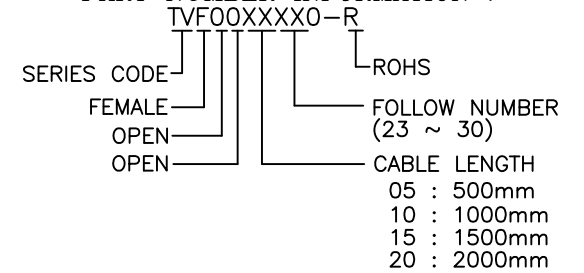 TVF00XXXX0-R
SERIES CODE
ROHS
FEMALE
FOLLOW NUMBER
(23 ~ 30)
OPEN
OPEN
CABLE LENGTH
05 : 500mm
10 : 1000mm
15 : 1500mm
20 : 2000mm